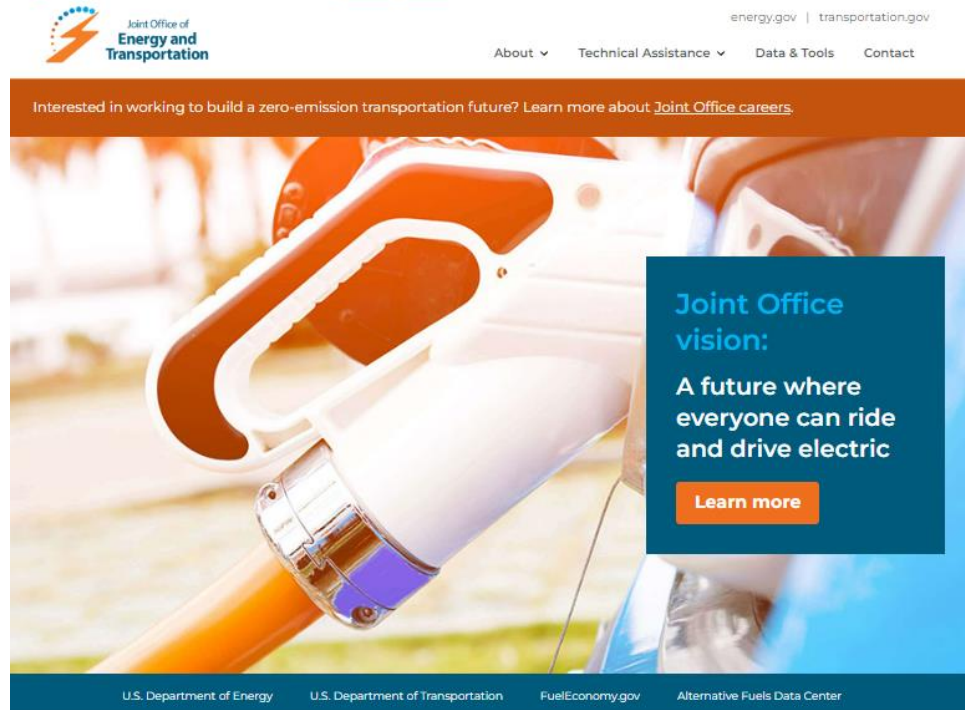 Joint Office of
Energy and
Transportation
energy.gov | transportation.gov
About Technical Assistance Data & Tools Contact
Interested in working to build a zero-emission transportation future? Learn more about Joint Office careers.
Joint Office
vision:
A future where
everyone can ride
and drive electric
Learn more
U.S. Department of Energy U.S. Department of Transportation FuelEconomy.gov Alternative Fuels Data Center